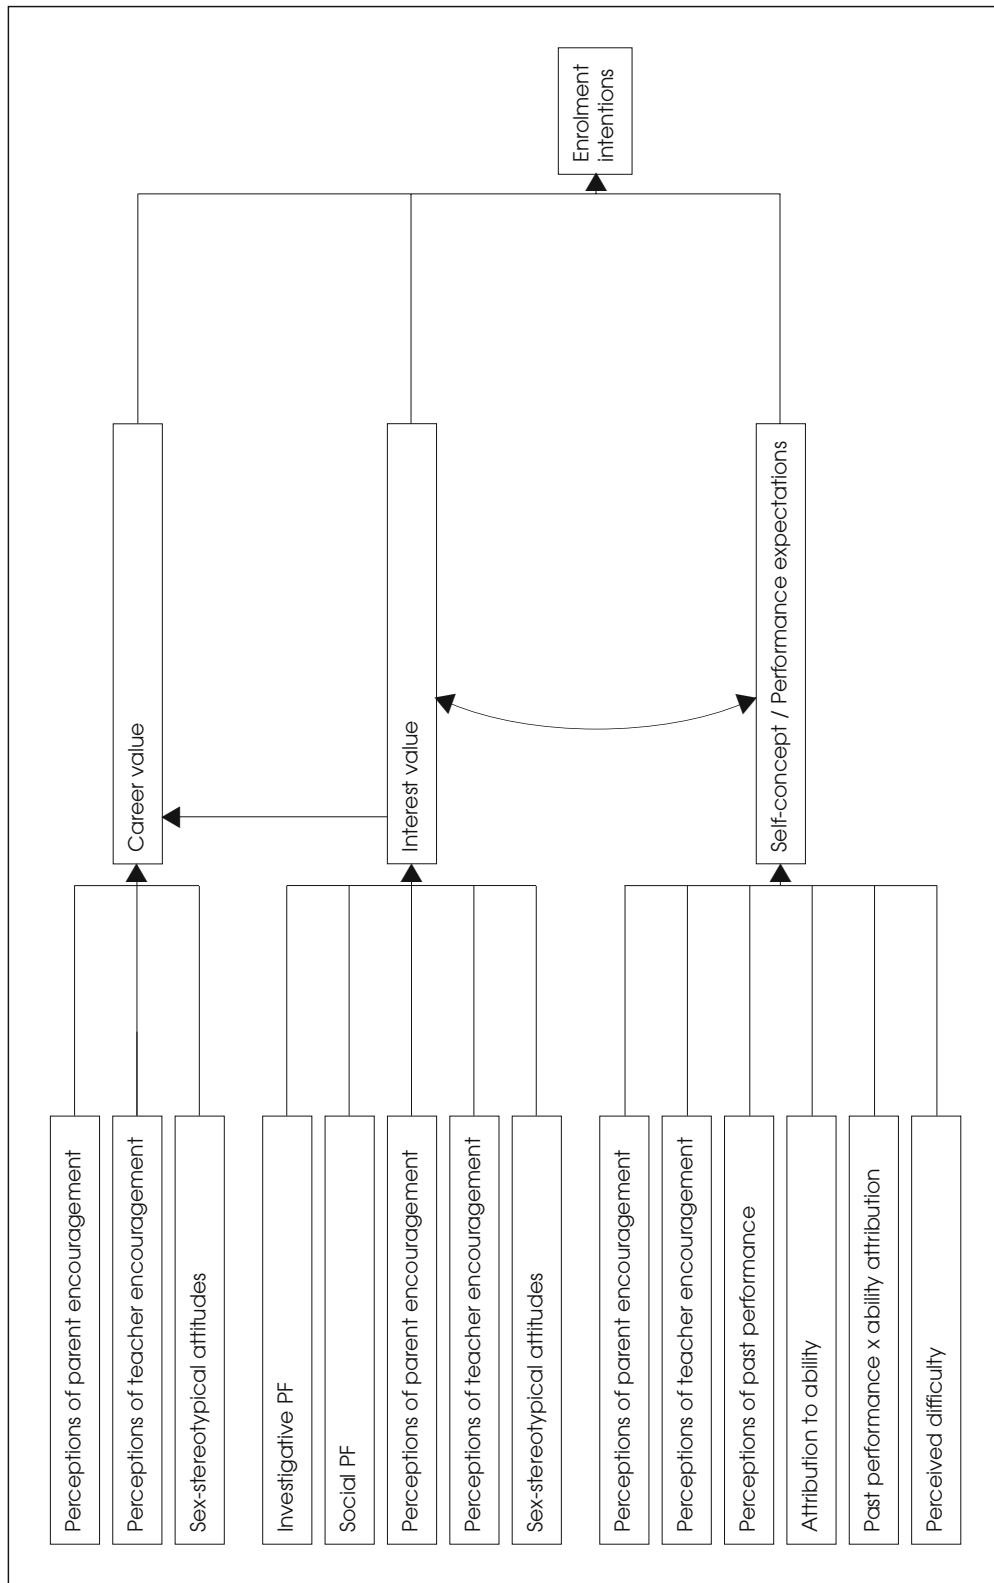 Perceptions of parent encouragement
Perceptions of teacher encouragement
Sex-stereotypical attitudes
Investigative PF
Social PF
Perceptions of parent encouragement
Perceptions of teacher encouragement
Sex-stereotypical attitudes
Perceptions of parent encouragement
Perceptions of teacher encouragement
Perceptions of past performance
Attribution to ability
Past performance x ability attribution
Perceived difficulty
Career value
Interest value
Self-concept / Performance expectations
Enrolment
intentions